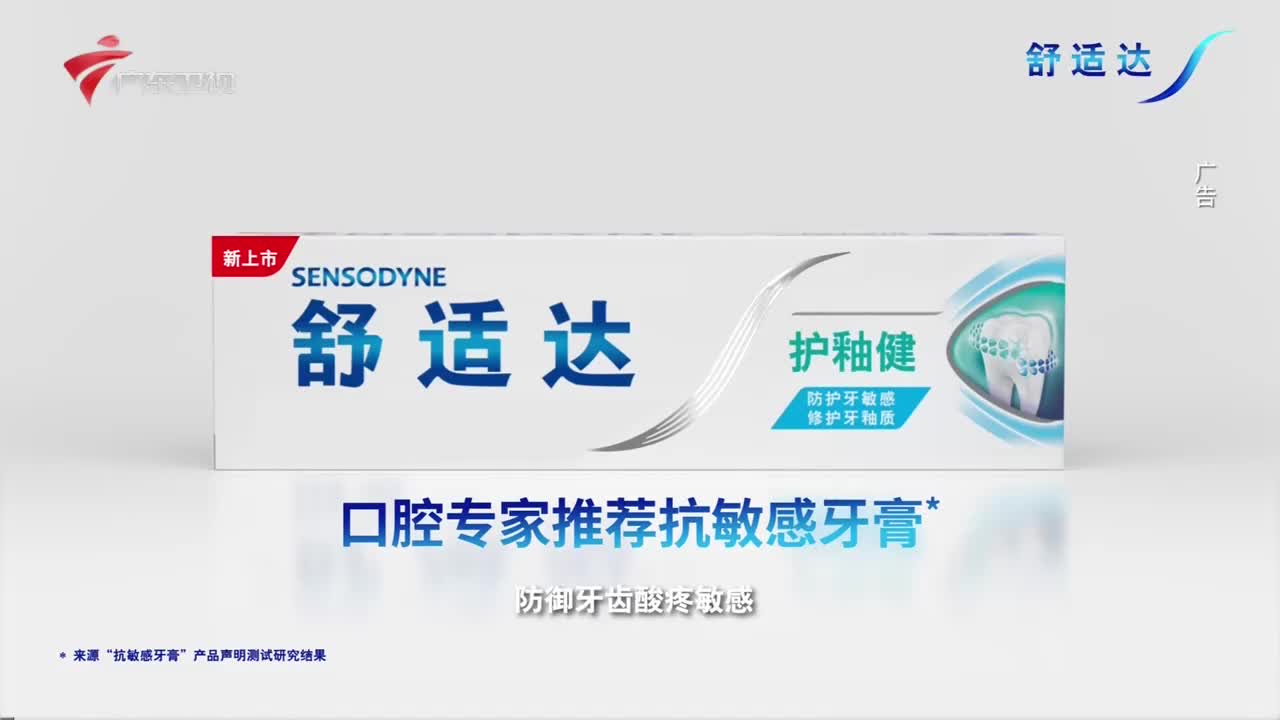 广东卫视
舒适达
广告
新上市
SENSODYNE
舒适达
护釉健
防护牙敏感
修护牙釉质
口腔专家推荐抗敏感牙膏*
防御牙齿酸疼敏感
* 来源“抗敏感牙膏”产品声明测试研究结果